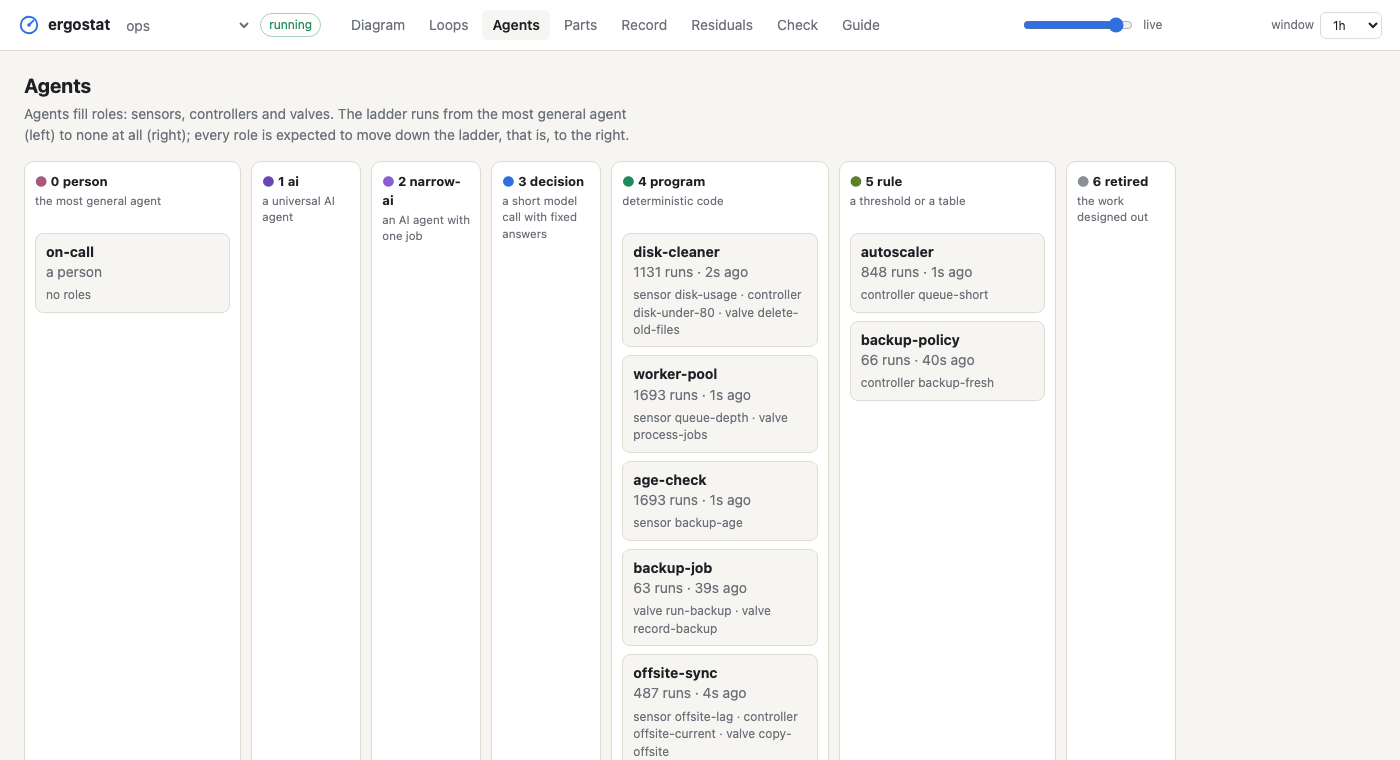 ergostat
ops
running
Diagram
Loops
Agents
Parts
Record
Residuals
Check
Guide
live
window
1h
Agents
Agents fill roles: sensors, controllers and valves. The ladder runs from the most general agent
(left) to none at all (right); every role is expected to move down the ladder, that is, to the right.
0 person
the most general agent
on-call
a person
no roles
1 ai
a universal AI
agent
2 narrow-
ai
an AI agent with
one job
3 decision
a short model
call with fixed
answers
4 program
deterministic code
disk-cleaner
1131 runs · 2s ago
sensor disk-usage · controller
disk-under-80 · valve delete-
old-files
worker-pool
1693 runs · 1s ago
sensor queue-depth · valve
process-jobs
age-check
1693 runs · 1s ago
sensor backup-age
backup-job
63 runs · 39s ago
valve run-backup · valve
record-backup
offsite-sync
487 runs · 4s ago
sensor offsite-lag · controller
offsite-current · valve copy-
offsite
5 rule
a threshold or a table
autoscaler
848 runs · 1s ago
controller queue-short
backup-policy
66 runs · 40s ago
controller backup-fresh
6 retired
the work
designed out